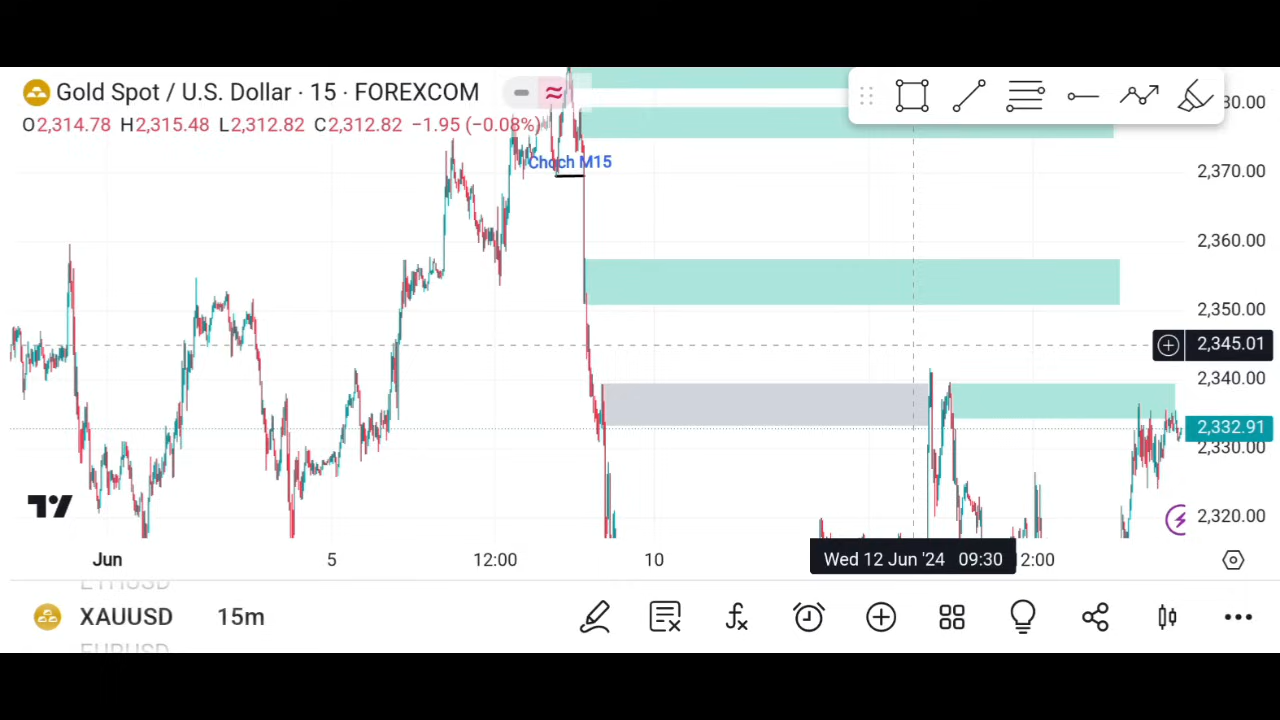 Gold Spot / U.S. Dollar · 15 · FOREXCOM
O2,314.78 H2,315.48 L2,312.82 C2,312.82 −1.95 (−0.08%)
Choch M15
2,370.00
2,360.00
2,350.00
2,345.01
2,340.00
2,332.91
2,330.00
2,320.00
Jun 5 12:00 10 Wed 12 Jun '24 09:30 12:00
ETHUSD
XAUUSD 15m
EURUSD